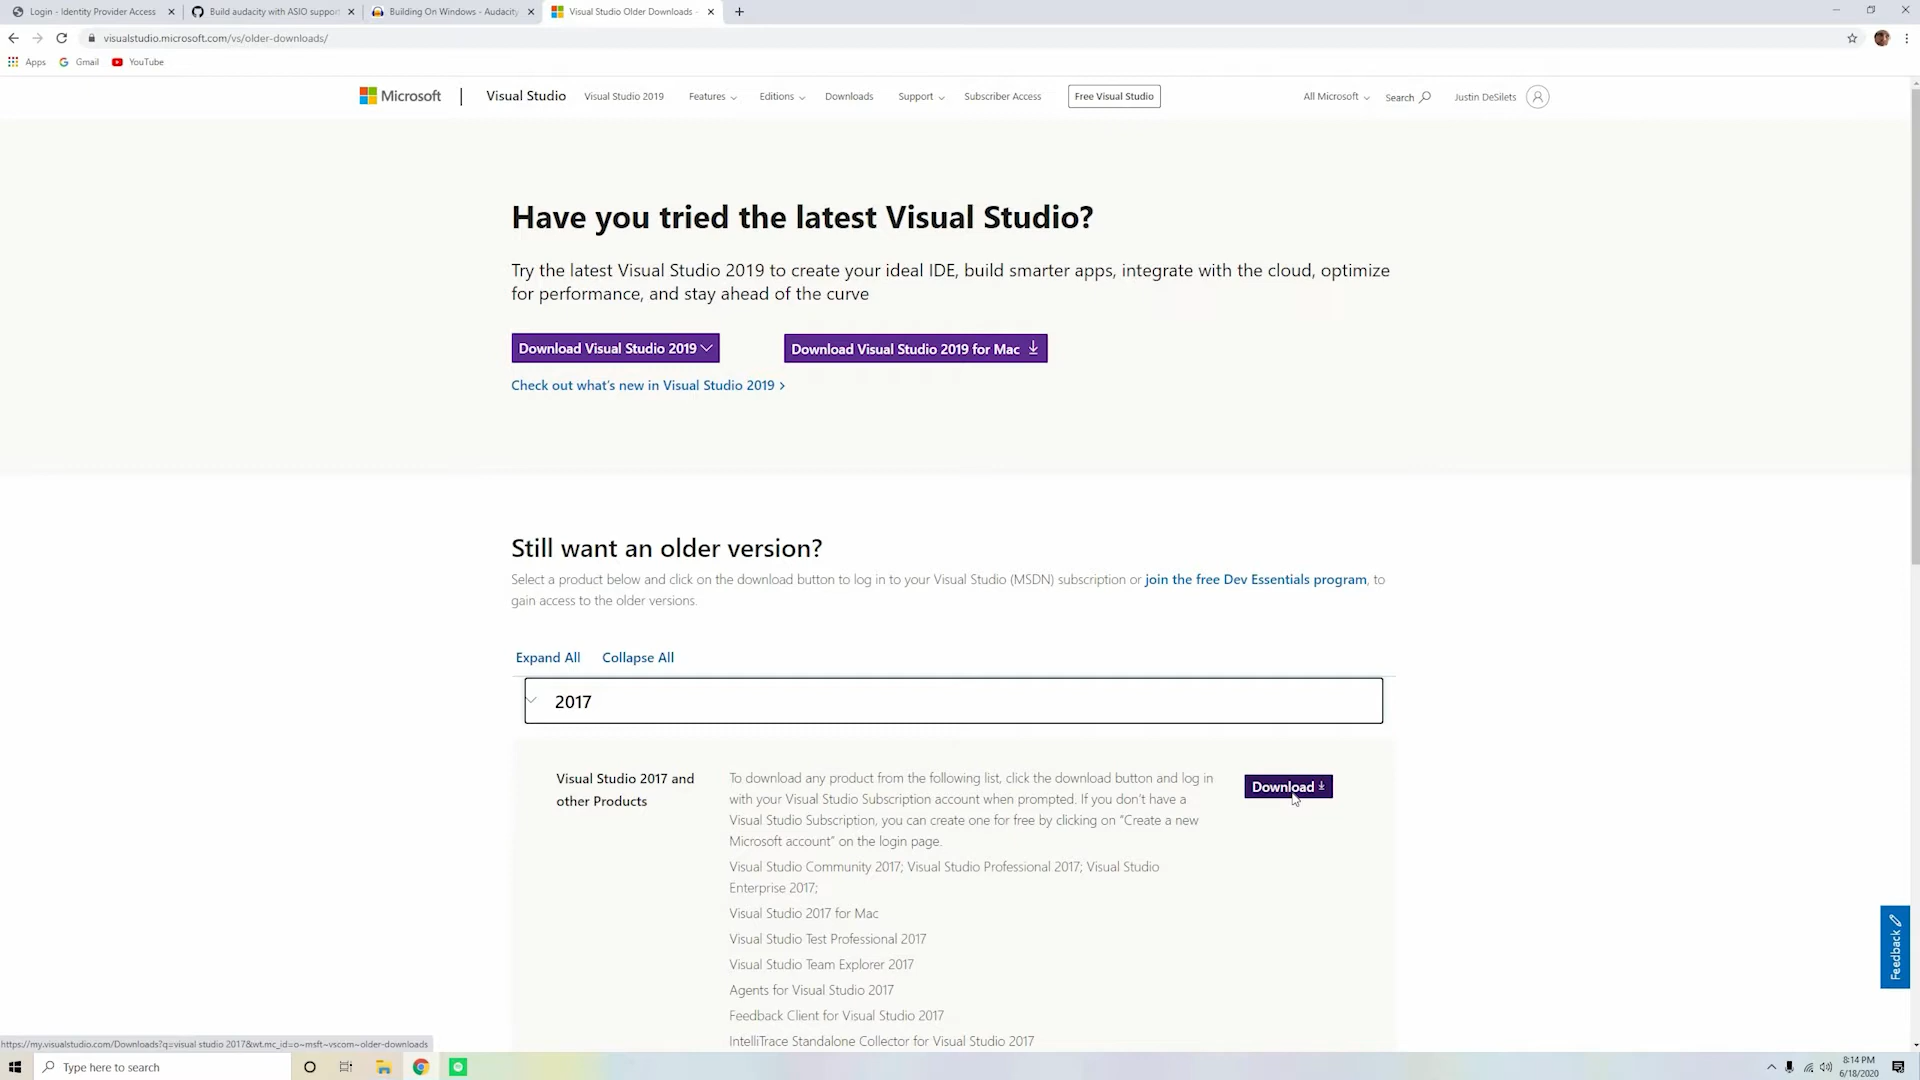 Login - Identity Provider Access
Build audacity with ASIO support
Building On Windows - Audacity
Visual Studio Older Downloads -
visualstudio.microsoft.com/vs/older-downloads/
Apps
Gmail
YouTube
Microsoft
Visual Studio
Visual Studio 2019
Features
Editions
Downloads
Support
Subscriber Access
Free Visual Studio
All Microsoft
Search
Justin DeSilets
Have you tried the latest Visual Studio?
Try the latest Visual Studio 2019 to create your ideal IDE, build smarter apps, integrate with the cloud, optimize
for performance, and stay ahead of the curve
Download Visual Studio 2019
Download Visual Studio 2019 for Mac
Check out what's new in Visual Studio 2019 >
Still want an older version?
Select a product below and click on the download button to log in to your Visual Studio (MSDN) subscription or join the free Dev Essentials program, to
gain access to the older versions.
Expand All
Collapse All
2017
Visual Studio 2017 and
other Products
To download any product from the following list, click the download button and log in
with your Visual Studio Subscription account when prompted. If you don't have a
Visual Studio Subscription, you can create one for free by clicking on "Create a new
Microsoft account" on the login page.
Visual Studio Community 2017; Visual Studio Professional 2017; Visual Studio
Enterprise 2017;
Visual Studio 2017 for Mac
Visual Studio Test Professional 2017
Visual Studio Team Explorer 2017
Agents for Visual Studio 2017
Feedback Client for Visual Studio 2017
IntelliTrace Standalone Collector for Visual Studio 2017
Download
Feedback
https://my.visualstudio.com/Downloads?q=visual studio 2017&wt.mc_id=o~msft~vscom~older-downloads
Type here to search
8:14 PM
6/18/2020